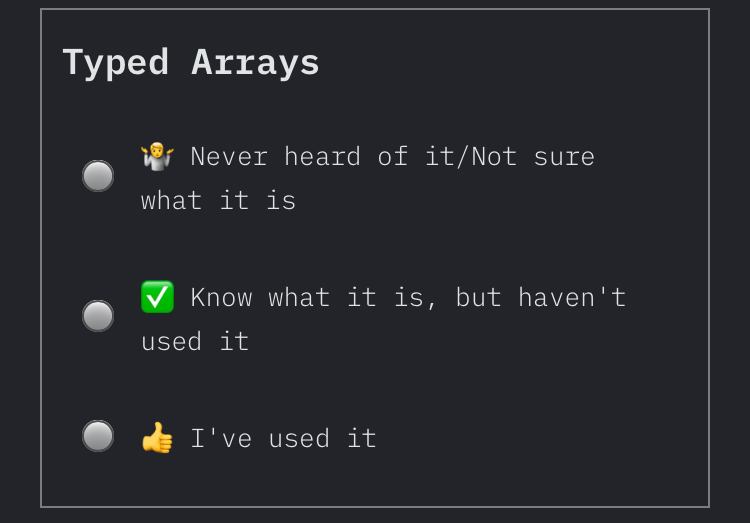 Typed Arrays
🤷 Never heard of it/Not sure
what it is
✅ Know what it is, but haven't
used it
👍 I've used it